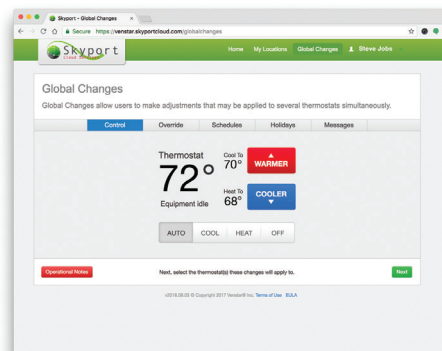 Skyport – Global Changes
Secure https://venstar.skyportcloud.com/globalchanges
Skyport
Home My Locations Global Changes Steve Jobs
Global Changes
Global Changes allow users to make adjustments that may be applied to several thermostats simultaneously.
Control Override Schedules Holidays Messages
Thermostat
72°
Equipment idle
Cool To
70°
WARMER
Heat To
68°
COOLER
AUTO COOL HEAT OFF
Operational Notes
Next, select the thermostat(s) these changes will apply to.
Next
Copyright 2017 Venstar® Inc. Terms of Use EULA